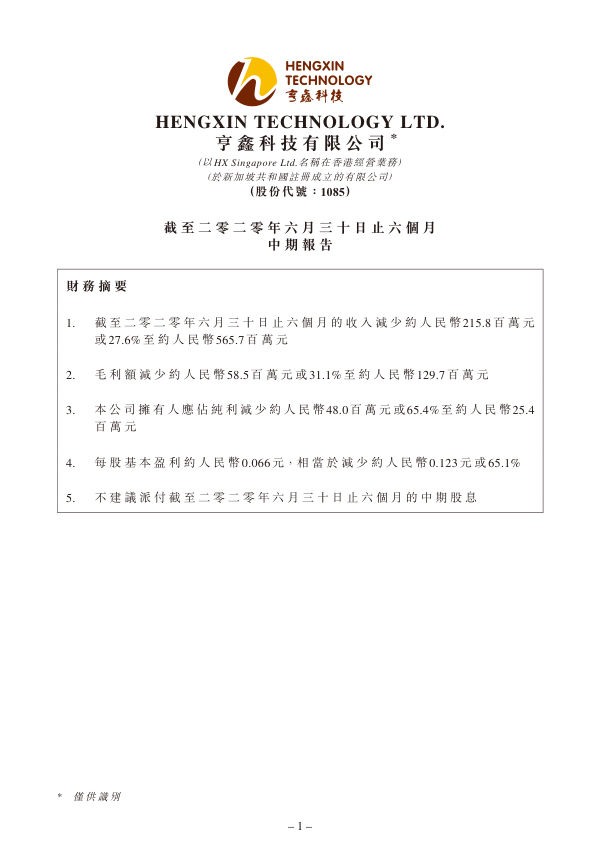 HENGXIN
TECHNOLOGY
亨鑫科技
HENGXIN TECHNOLOGY LTD.
亨鑫科技有限公司*
(以HX Singapore Ltd.名稱在香港經營業務)
(於新加坡共和國註冊成立的有限公司)
(股份代號：1085)
截至二零二零年六月三十日止六個月
中期報告
財務摘要
1. 截至二零二零年六月三十日止六個月的收入減少約人民幣215.8百萬元
或27.6%至約人民幣565.7百萬元
2. 毛利額減少約人民幣58.5百萬元或31.1%至約人民幣129.7百萬元
3. 本公司擁有人應佔純利減少約人民幣48.0百萬元或65.4%至約人民幣25.4
百萬元
4. 每股基本盈利約人民幣0.066元，相當於減少約人民幣0.123元或65.1%
5. 不建議派付截至二零二零年六月三十日止六個月的中期股息
* 僅供識別
– 1 –